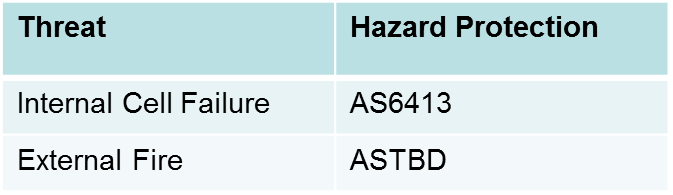 Threat Hazard Protection
Internal Cell Failure AS6413
External Fire ASTBD